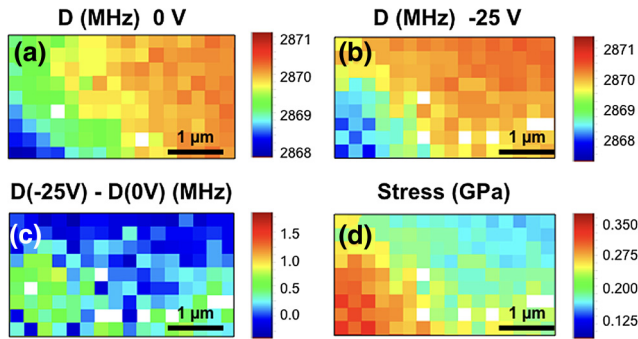 D (MHz) 0 V
D (MHz) -25 V
(a)
1 µm
2871
2870
2869
2868
(b)
1 µm
2871
2870
2869
2868
D(-25V) - D(0V) (MHz)
Stress (GPa)
(c)
1 µm
1.5
1.0
0.5
0.0
(d)
1 µm
0.350
0.275
0.200
0.125